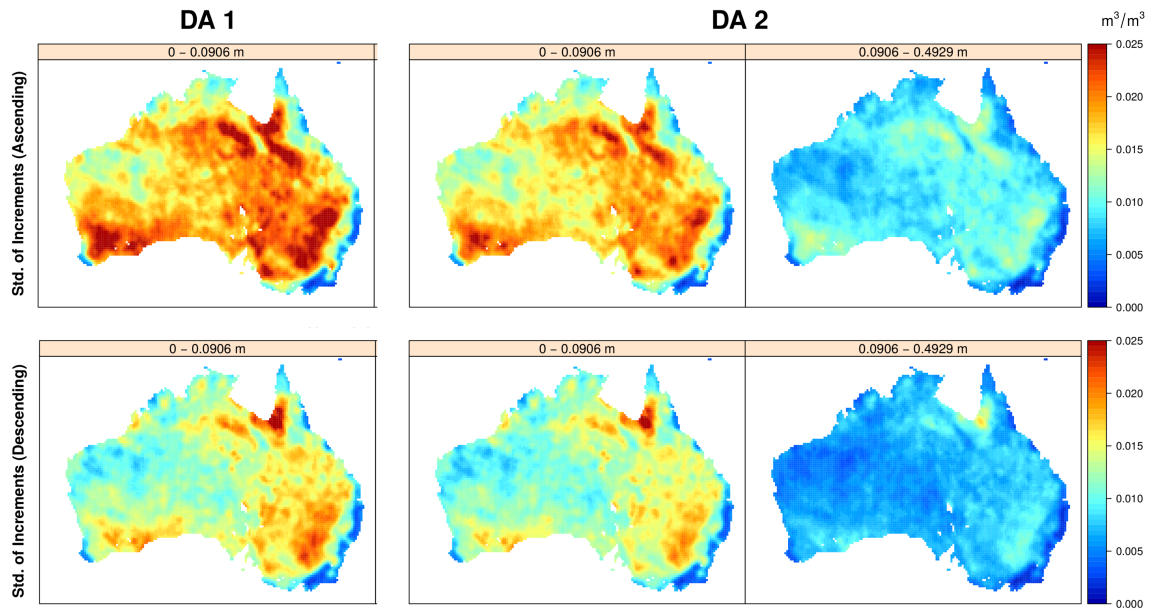 DA 1
DA 2
m³/m³
0 − 0.0906 m
0 − 0.0906 m
0.0906 − 0.4929 m
Std. of Increments (Ascending)
0.025
0.020
0.015
0.010
0.005
0.000
0 − 0.0906 m
0 − 0.0906 m
0.0906 − 0.4929 m
Std. of Increments (Descending)
0.025
0.020
0.015
0.010
0.005
0.000